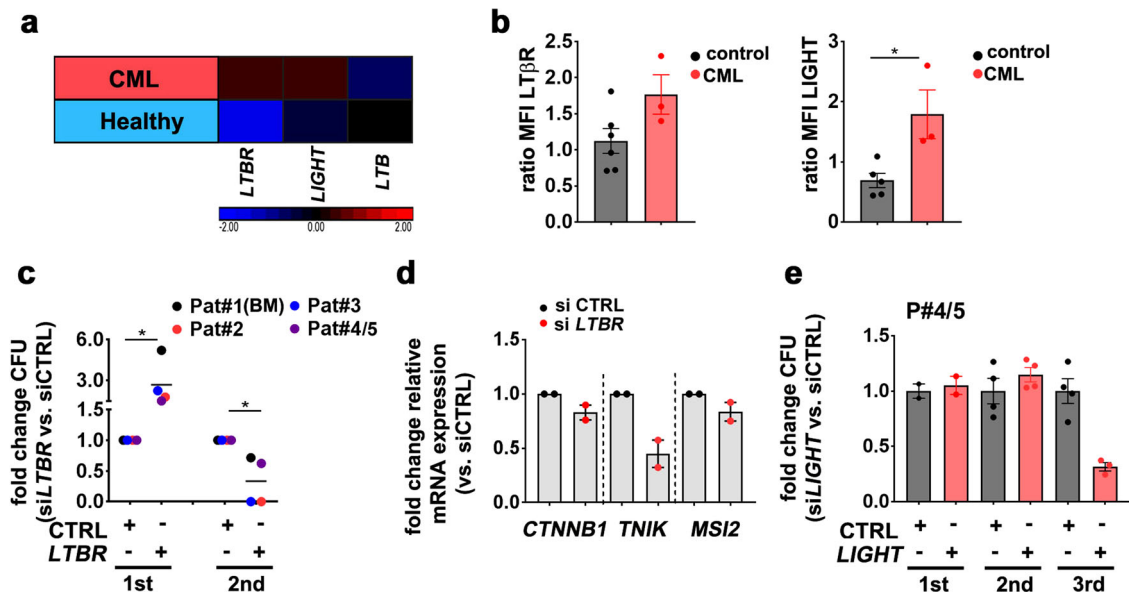 a
CML
Healthy
LTBR
LIGHT
LTB
-2.00 0.00 2.00
b
ratio MFI LTβR
2.5
2.0
1.5
1.0
0.5
0.0
control
CML
ratio MFI LIGHT
3
2
1
0
*
control
CML
c
Pat#1(BM) Pat#3
Pat#2 Pat#4/5
fold change CFU
(siLTBR vs. siCTRL)
6.0
3.0
1.5
1.0
0.5
0.0
*
*
CTRL + - + -
LTBR - + - +
1st 2nd
d
si CTRL
si LTBR
fold change relative
mRNA expression
(vs. siCTRL)
1.5
1.0
0.5
0.0
CTNNB1 TNIK MSI2
e
P#4/5
fold change CFU
(siLIGHT vs. siCTRL)
1.5
1.0
0.5
0.0
CTRL + - + - + -
LIGHT - + - + - +
1st 2nd 3rd